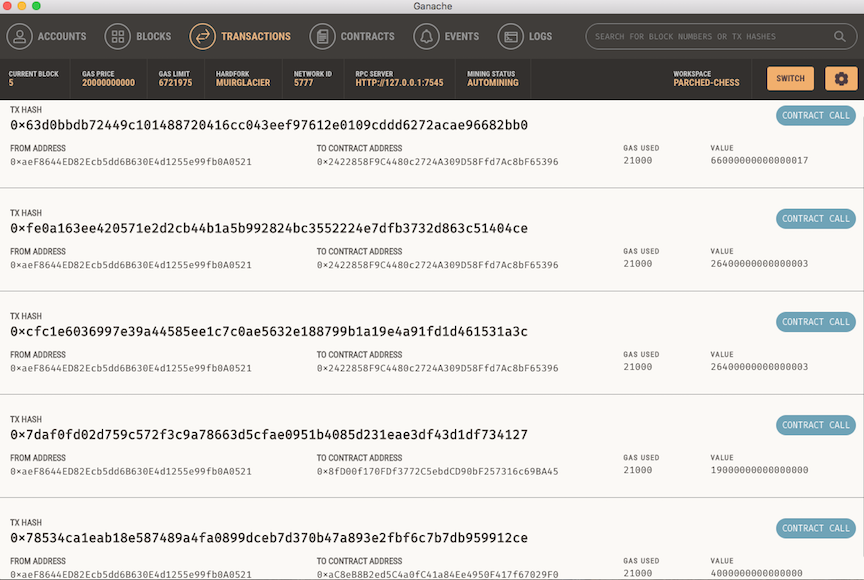 Ganache
ACCOUNTS BLOCKS TRANSACTIONS CONTRACTS EVENTS LOGS SEARCH FOR BLOCK NUMBERS OR TX HASHES
CURRENT BLOCK GAS PRICE GAS LIMIT HARDFORK NETWORK ID RPC SERVER MINING STATUS WORKSPACE SWITCH
5 20000000000 6721975 MUIRGLACIER 5777 HTTP://127.0.0.1:7545 AUTOMINING PARCHED-CHESS
TX HASH CONTRACT CALL
0×63d0bbdb72449c101488720416cc043eef97612e0109cddd6272acae96682bb0
FROM ADDRESS TO CONTRACT ADDRESS GAS USED VALUE
0×aeF8644ED82Ecb5dd6B630E4d1255e99fb0A0521 0×2422858F9C4480c2724A309D58Ffd7Ac8bF65396 21000 66000000000000017
TX HASH CONTRACT CALL
0×fe0a163ee420571e2d2cb44b1a5b992824bc3552224e7dfb3732d863c51404ce
FROM ADDRESS TO CONTRACT ADDRESS GAS USED VALUE
0×aeF8644ED82Ecb5dd6B630E4d1255e99fb0A0521 0×2422858F9C4480c2724A309D58Ffd7Ac8bF65396 21000 26400000000000003
TX HASH CONTRACT CALL
0×cfc1e6036997e39a44585ee1c7c0ae5632e188799b1a19e4a91fd1d461531a3c
FROM ADDRESS TO CONTRACT ADDRESS GAS USED VALUE
0×aeF8644ED82Ecb5dd6B630E4d1255e99fb0A0521 0×2422858F9C4480c2724A309D58Ffd7Ac8bF65396 21000 26400000000000003
TX HASH CONTRACT CALL
0×7daf0fd02d759c572f3c9a78663d5cfae0951b4085d231eae3df43d1df734127
FROM ADDRESS TO CONTRACT ADDRESS GAS USED VALUE
0×aeF8644ED82Ecb5dd6B630E4d1255e99fb0A0521 0×8fD00f170FDf3772C5ebdCD90bF257316c69BA45 21000 19000000000000000
TX HASH CONTRACT CALL
0×78534ca1eab18e587489a4fa0899dceb7d370b47a893e2fbf6c7b7db959912ce
FROM ADDRESS TO CONTRACT ADDRESS GAS USED VALUE
0×aeF8644ED82Ecb5dd6B630E4d1255e99fb0A0521 0×aC8eB8B2ed5C4a0fC41a84Ee4950F417f67029F0 21000 4000000000000000